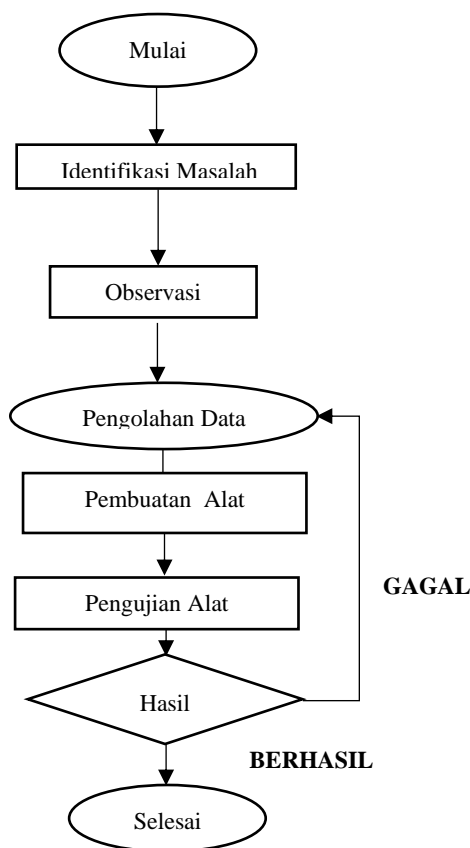 Mulai
Identifikasi Masalah
Observasi
Pengolahan Data
Pembuatan  Alat
Pengujian Alat
GAGAL
Hasil
BERHASIL
Selesai